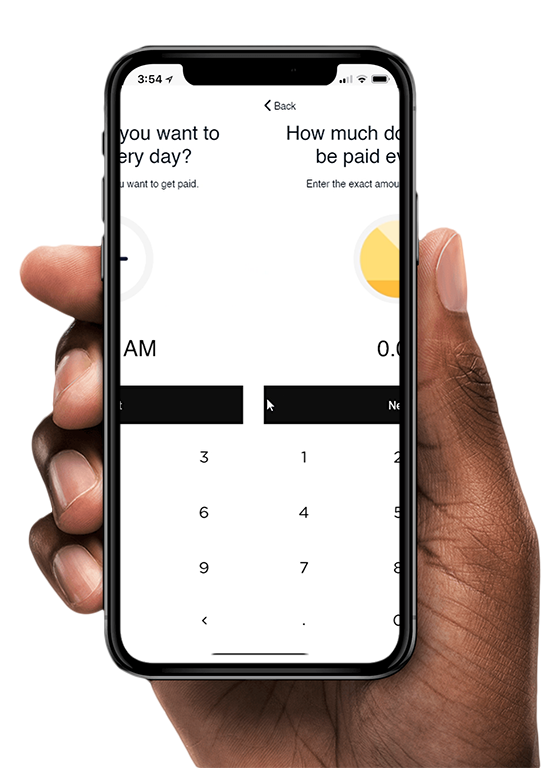 3:54
Back
you want to
ery day?
u want to get paid.
How much do
be paid ev
Enter the exact amou
AM
0.0
t
Ne
3 1 2
6 4 5
9 7 8
< . 0